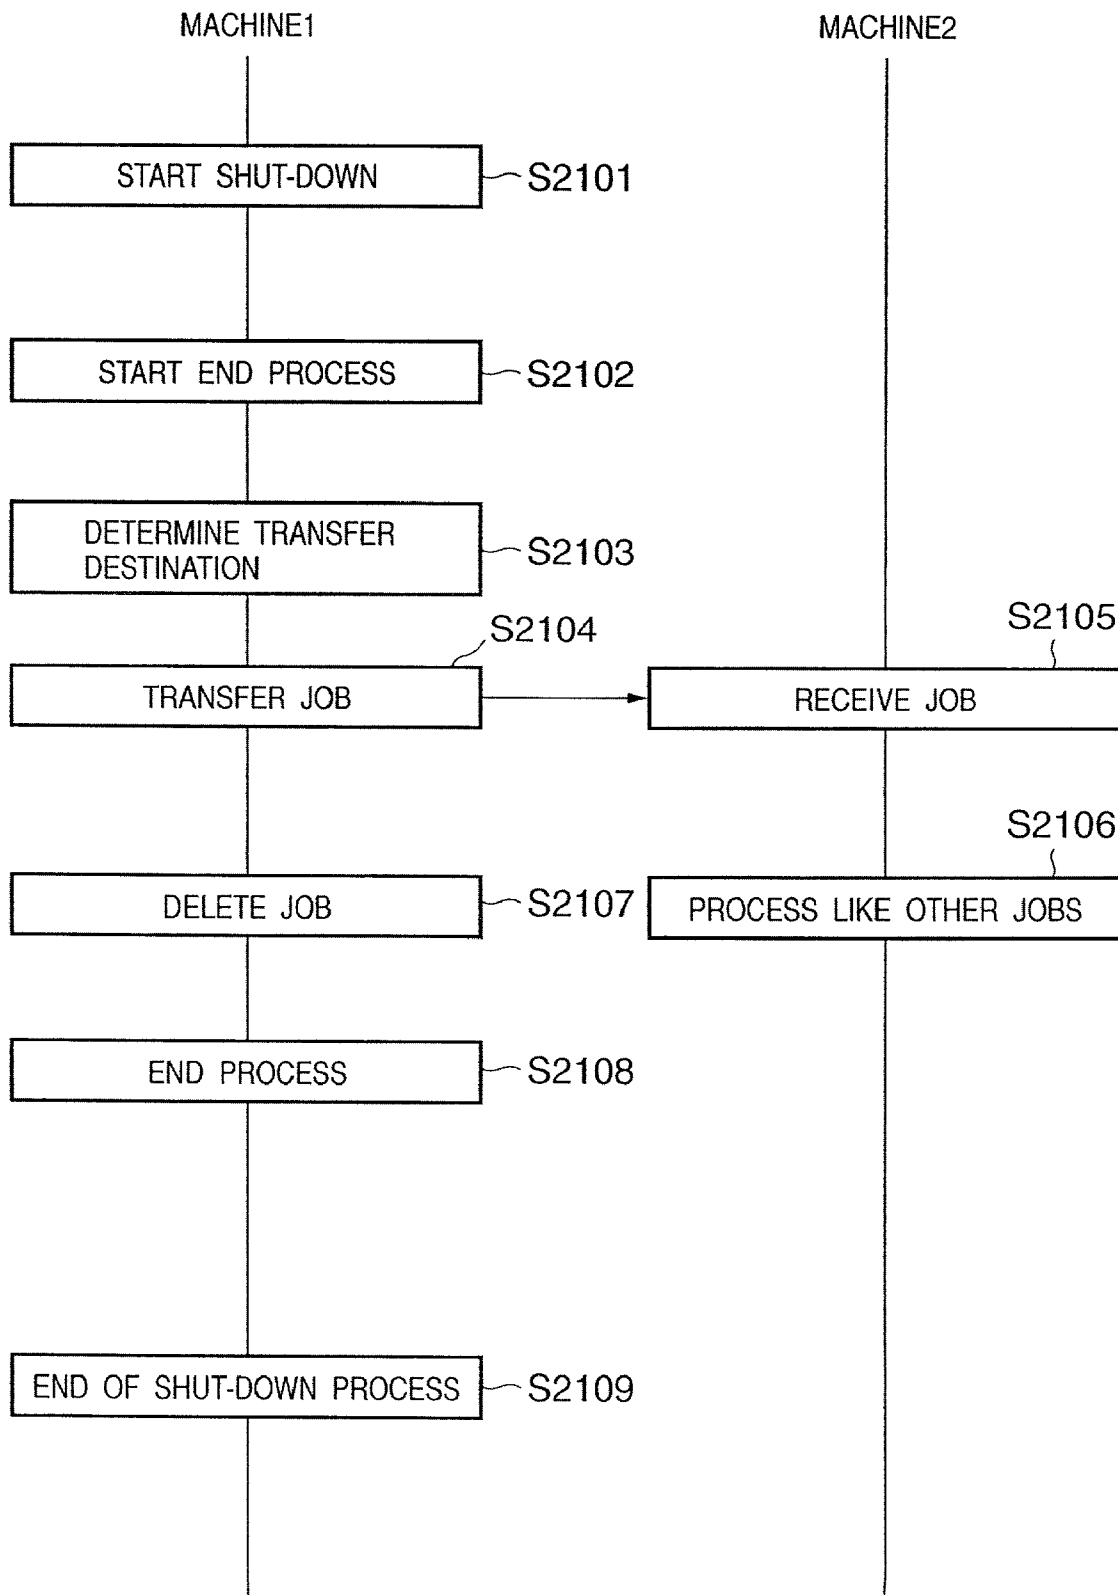 MACHINE1
MACHINE2
START SHUT-DOWN
S2101
START END PROCESS
S2102
DETERMINE TRANSFER
DESTINATION
S2103
S2104
S2105
TRANSFER JOB
RECEIVE JOB
S2106
DELETE JOB
S2107
PROCESS LIKE OTHER JOBS
END PROCESS
S2108
END OF SHUT-DOWN PROCESS
S2109